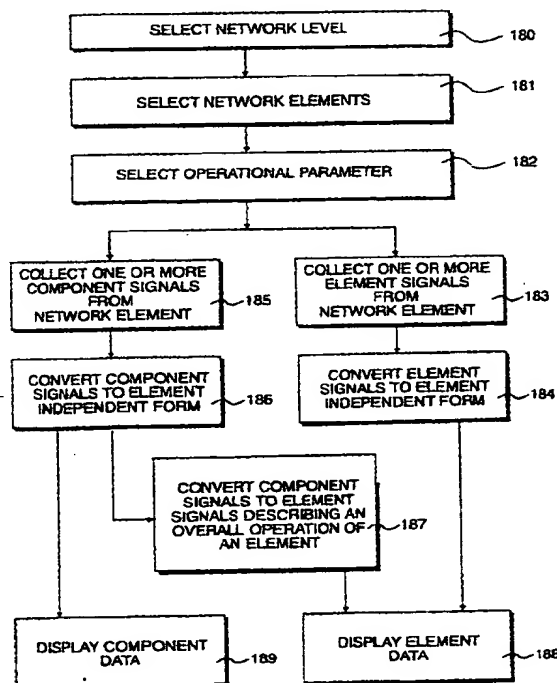 SELECT NETWORK LEVEL
180
SELECT NETWORK ELEMENTS
181
SELECT OPERATIONAL PARAMETER
182
COLLECT ONE OR MORE
COMPONENT SIGNALS
FROM
NETWORK ELEMENT
185
COLLECT ONE OR MORE
ELEMENT SIGNALS
FROM
NETWORK ELEMENT
183
CONVERT COMPONENT
SIGNALS TO ELEMENT
INDEPENDENT FORM
186
CONVERT ELEMENT
SIGNALS TO ELEMENT
INDEPENDENT FORM
184
CONVERT COMPONENT
SIGNALS TO ELEMENT
SIGNALS DESCRIBING AN
OVERALL OPERATION OF
AN ELEMENT
187
DISPLAY COMPONENT
DATA
189
DISPLAY ELEMENT
DATA
188